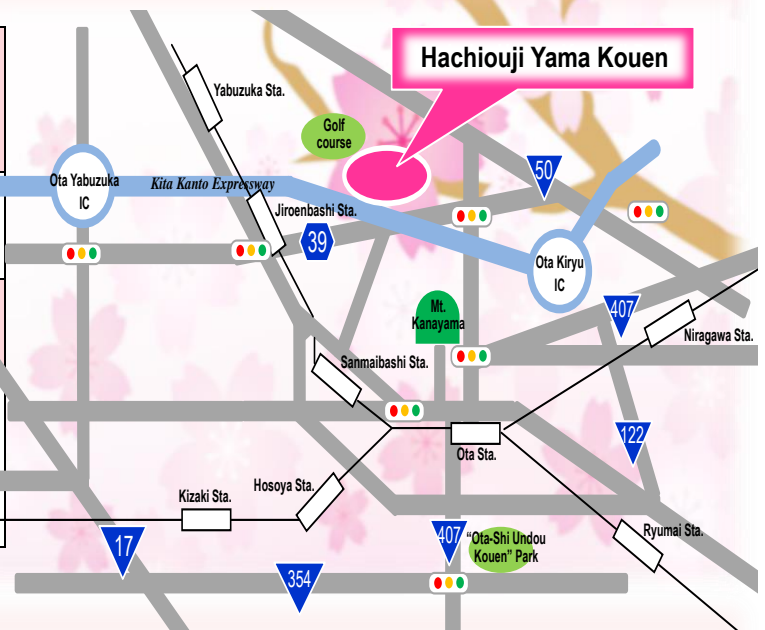 Hachiouji Yama Kouen
Yabuzuka Sta.
Golf
course
50
Ota Yabuzuka
IC
Kita Kanto Expressway
Jiroenbashi Sta.
39
Ota Kiryu
IC
Mt.
Kanayama
407
Niragawa Sta.
Sanmaibashi Sta.
122
Ota Sta.
Hosoya Sta.
Kizaki Sta.
Ryumai Sta.
17
407
“Ota-Shi Undou
Kouen” Park
354